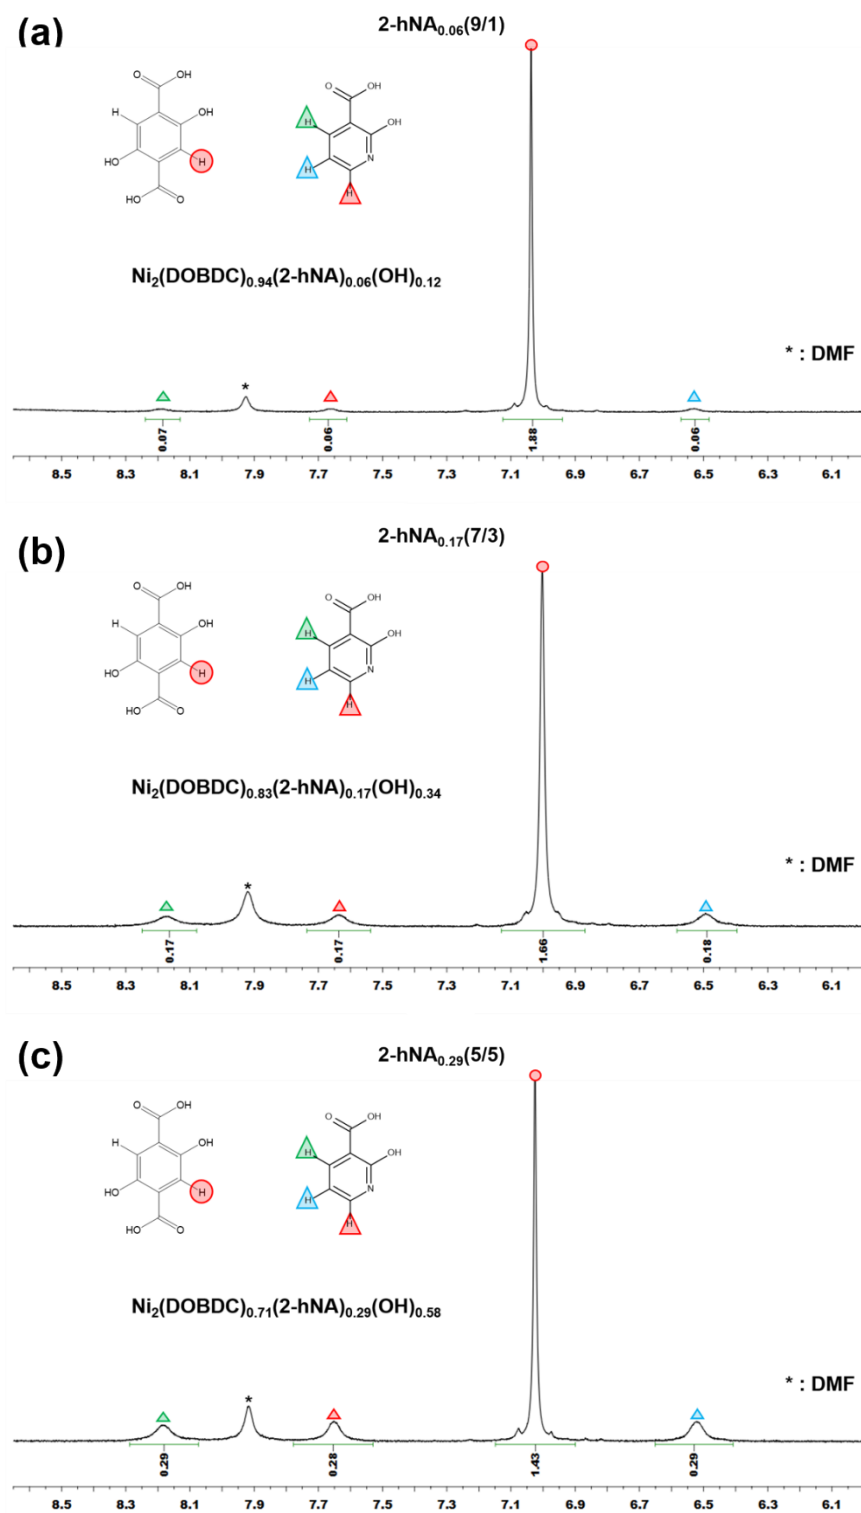 (a)
2-hNA0.06(9/1)
O
OH
H
OH
HO
H
HO
O
O
OH
H
OH
H
N
H
Ni2(DOBDC)0.94(2-hNA)0.06(OH)0.12
* : DMF
*
0.07
0.06
1.88
0.06
8.5 8.3 8.1 7.9 7.7 7.5 7.3 7.1 6.9 6.7 6.5 6.3 6.1
(b)
2-hNA0.17(7/3)
O
OH
H
OH
HO
H
HO
O
O
OH
H
OH
H
N
H
Ni2(DOBDC)0.83(2-hNA)0.17(OH)0.34
* : DMF
*
0.17
0.17
1.66
0.18
8.5 8.3 8.1 7.9 7.7 7.5 7.3 7.1 6.9 6.7 6.5 6.3 6.1
(c)
2-hNA0.29(5/5)
O
OH
H
OH
HO
H
HO
O
O
OH
H
OH
H
N
H
Ni2(DOBDC)0.71(2-hNA)0.29(OH)0.58
* : DMF
*
0.29
0.28
1.43
0.29
8.5 8.3 8.1 7.9 7.7 7.5 7.3 7.1 6.9 6.7 6.5 6.3 6.1